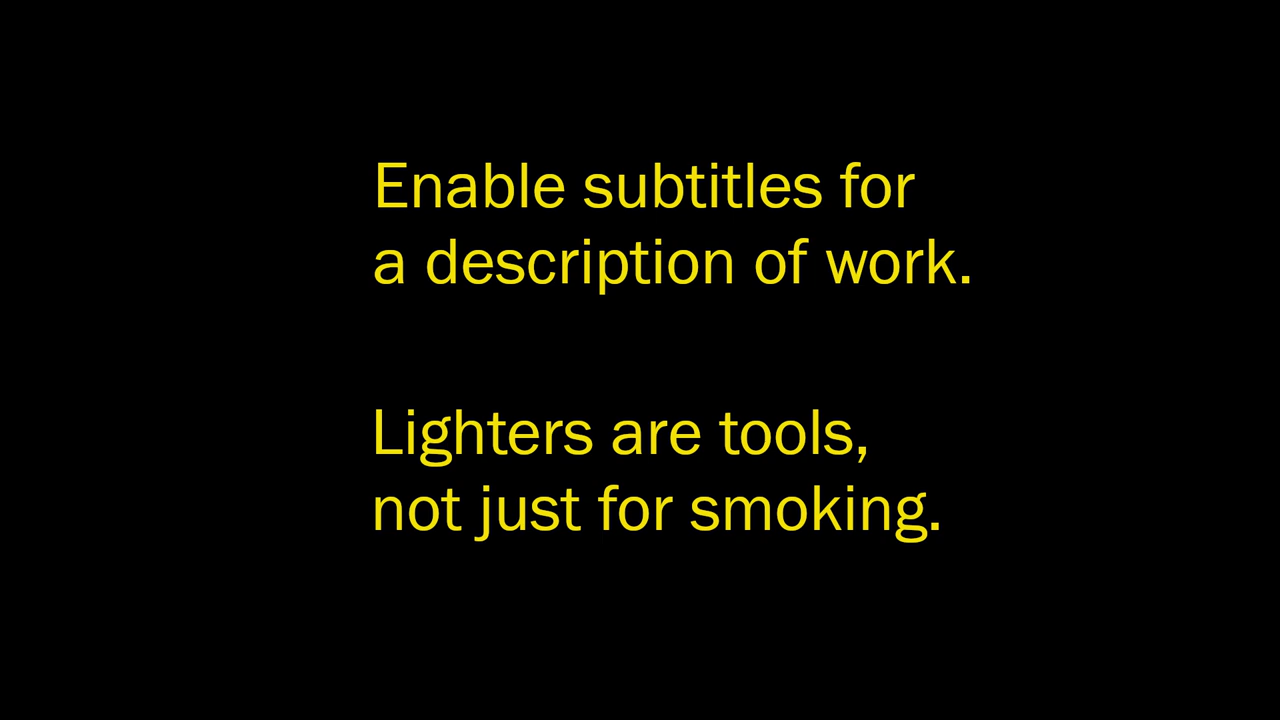 Enable subtitles for
a description of work.
Lighters are tools,
not just for smoking.